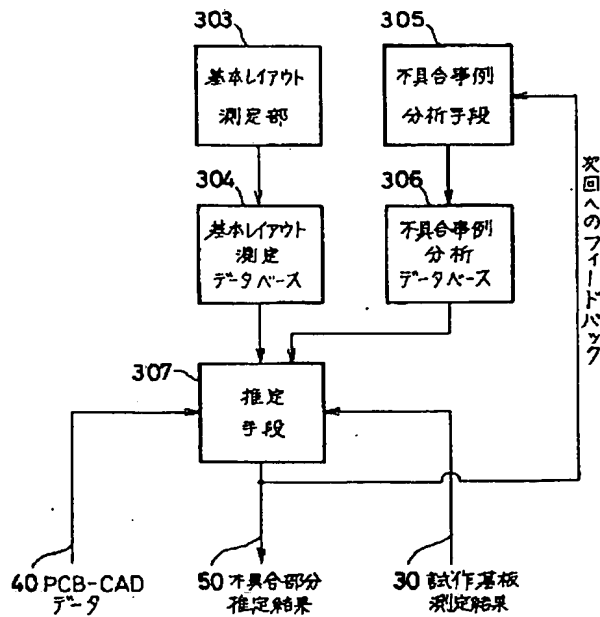 303
基本レイアウト
測定部
305
不具合事例
分析手段
304
基本レイアウト
測定
データベース
306
不具合事例
分析
データベース
次回へのフィードバック
307
推定
手段
40 PCB-CAD
データ
50 不具合部分
推定結果
30 試作基板
測定結果